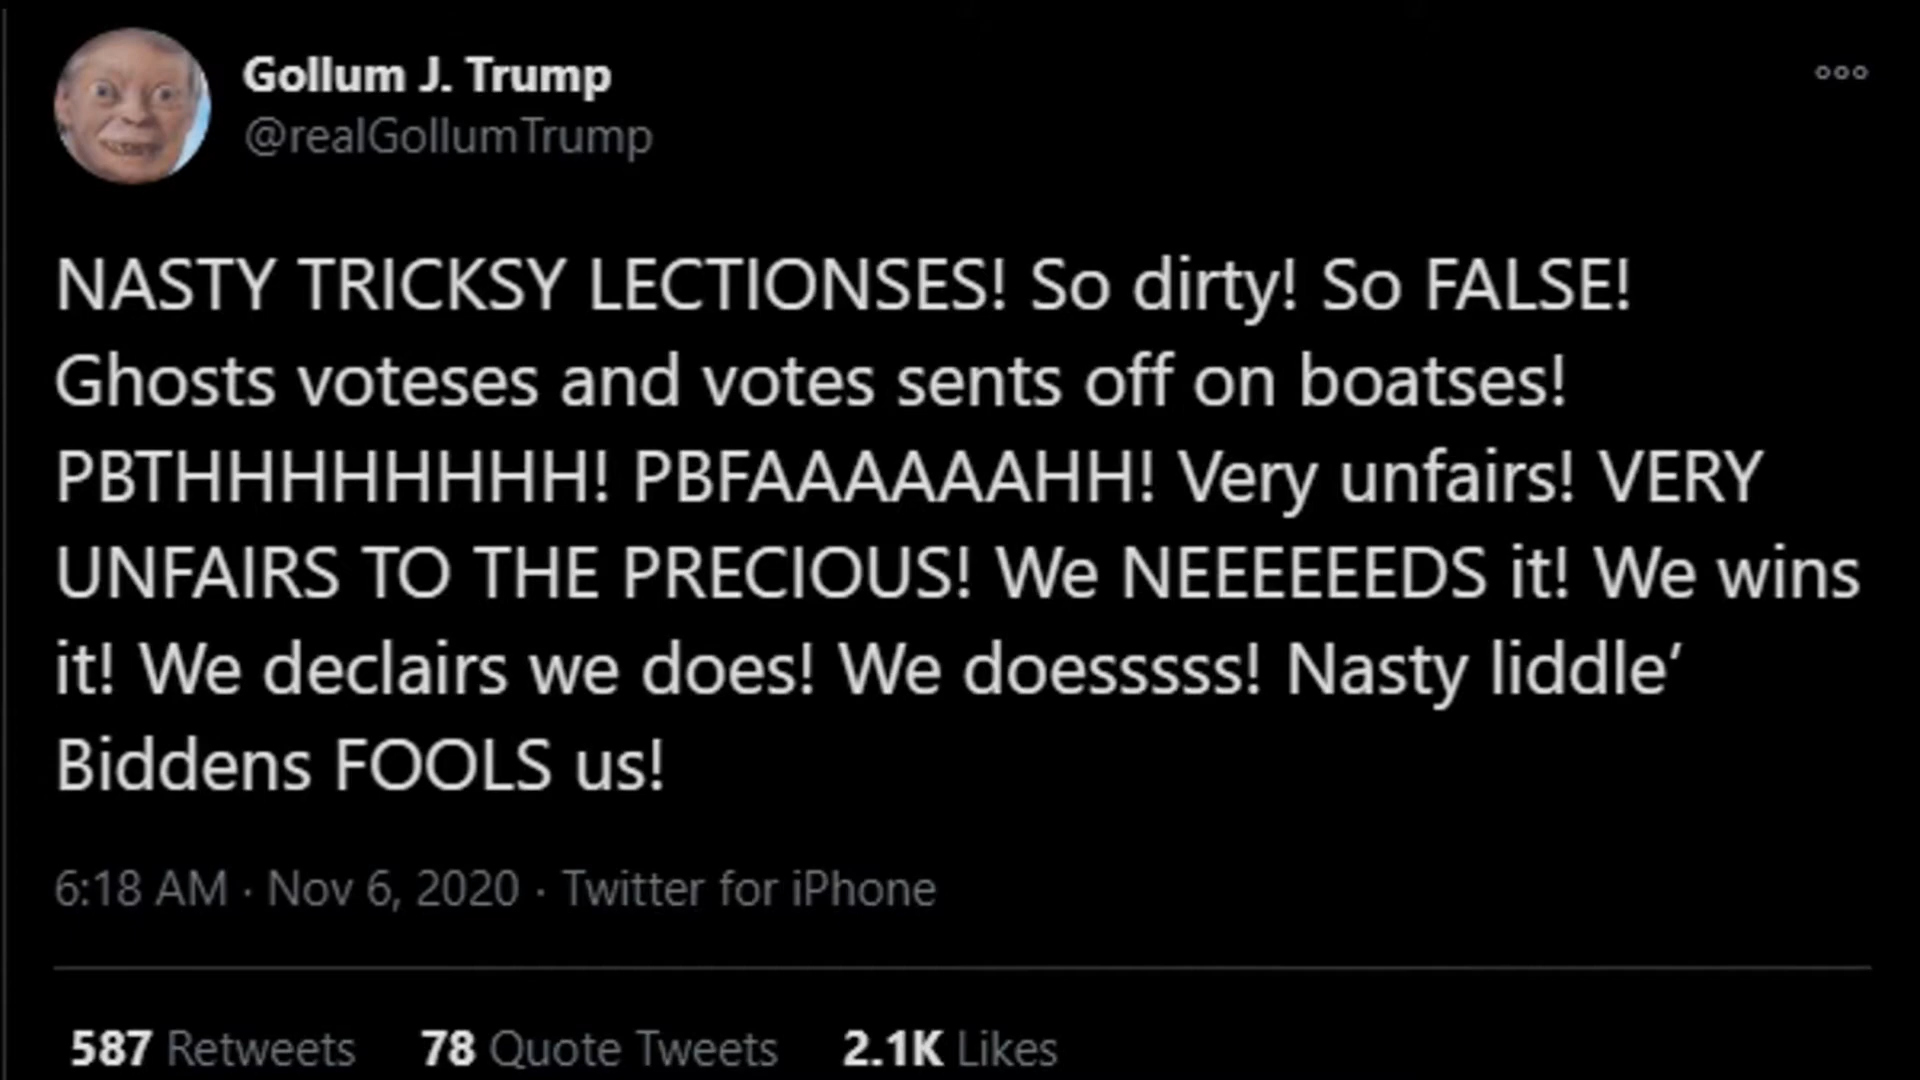 Gollum J. Trump
@realGollumTrump
NASTY TRICKSY LECTIONSES! So dirty! So FALSE!
Ghosts voteses and votes sents off on boatses!
PBTHHHHHHHH! PBFAAAAAAHH! Very unfairs! VERY
UNFAIRS TO THE PRECIOUS! We NEEEEEEDS it! We wins
it! We declairs we does! We doesssss! Nasty liddle’
Biddens FOOLS us!
6:18 AM · Nov 6, 2020 · Twitter for iPhone
587 Retweets 78 Quote Tweets 2.1K Likes